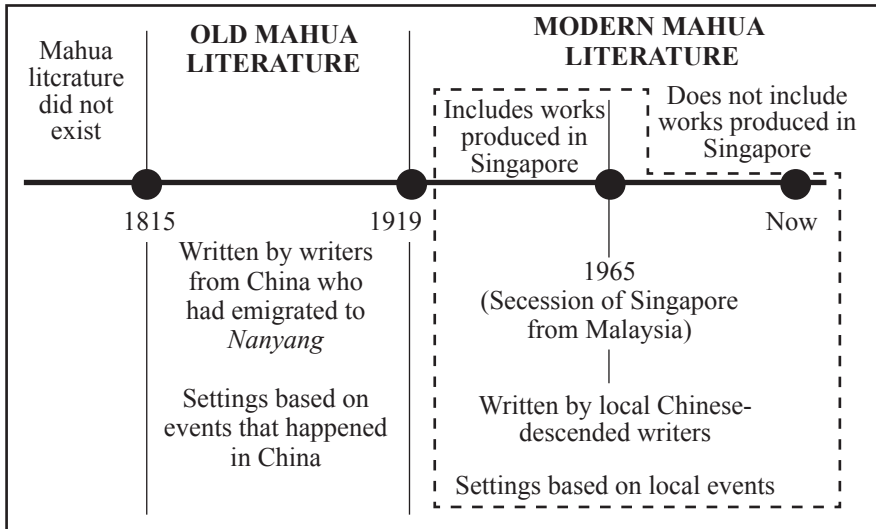 Mahua
litcrature
did not
exist
OLD MAHUA
LITERATURE
MODERN MAHUA
LITERATURE
Includes works
produced in
Singapore
Does not include
works produced in
Singapore
1815
1919
Now
Written by writers
from China who
had emigrated to
Nanyang
Settings based on
events that happened
in China
1965
(Secession of Singapore
from Malaysia)
Written by local Chinese-
descended writers
Settings based on local events